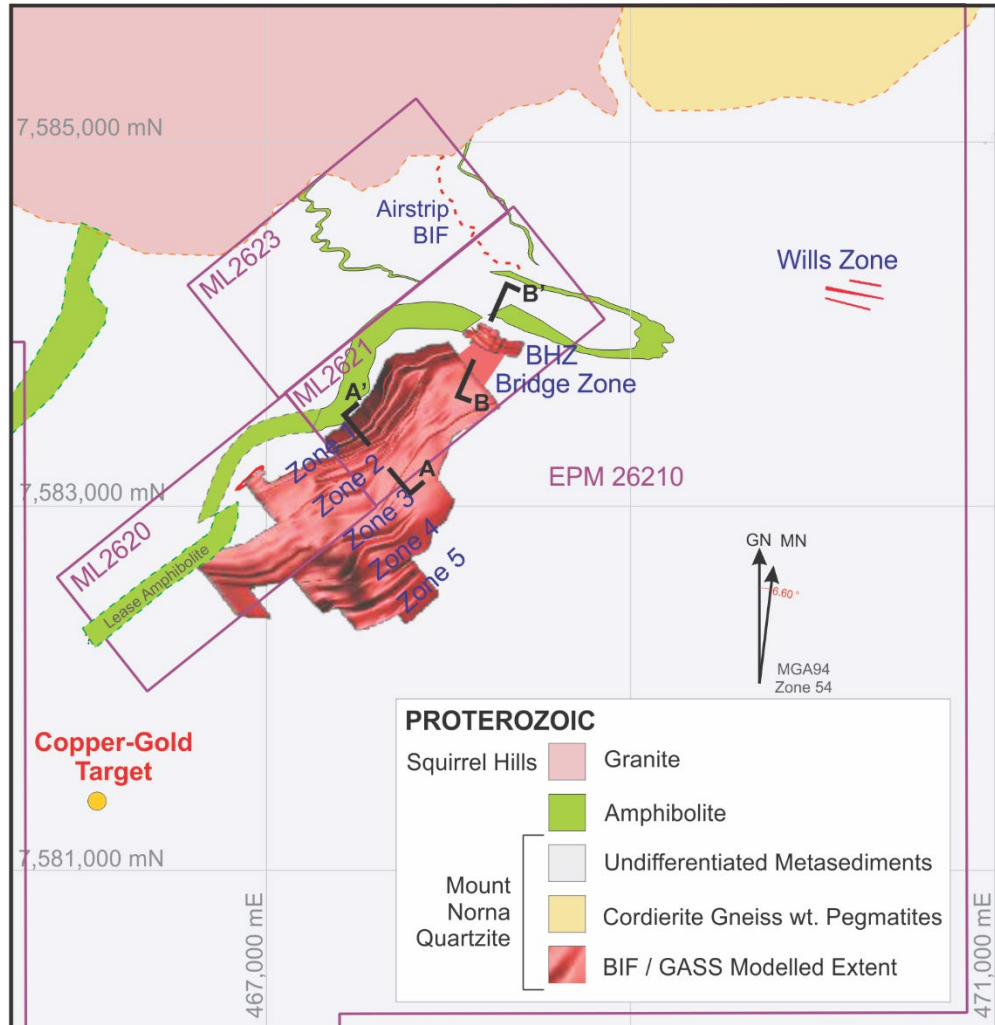 7,585,000 mN
Airstrip
BIF
ML2623
Wills Zone
B'
BHZ
Bridge Zone
ML2621
A'
B
Zone 1
Zone 2
A
Zone 3
Zone 4
Zone 5
EPM 26210
7,583,000 mN
ML2620
Lease Amphibolite
GN MN
6.60 °
MGA94
Zone 54
Copper-Gold
Target
7,581,000 mN
467,000 mE
471,000 mE
PROTEROZOIC
Squirrel Hills
Granite
Amphibolite
Mount
Norna
Quartzite
Undifferentiated Metasediments
Cordierite Gneiss wt. Pegmatites
BIF / GASS Modelled Extent